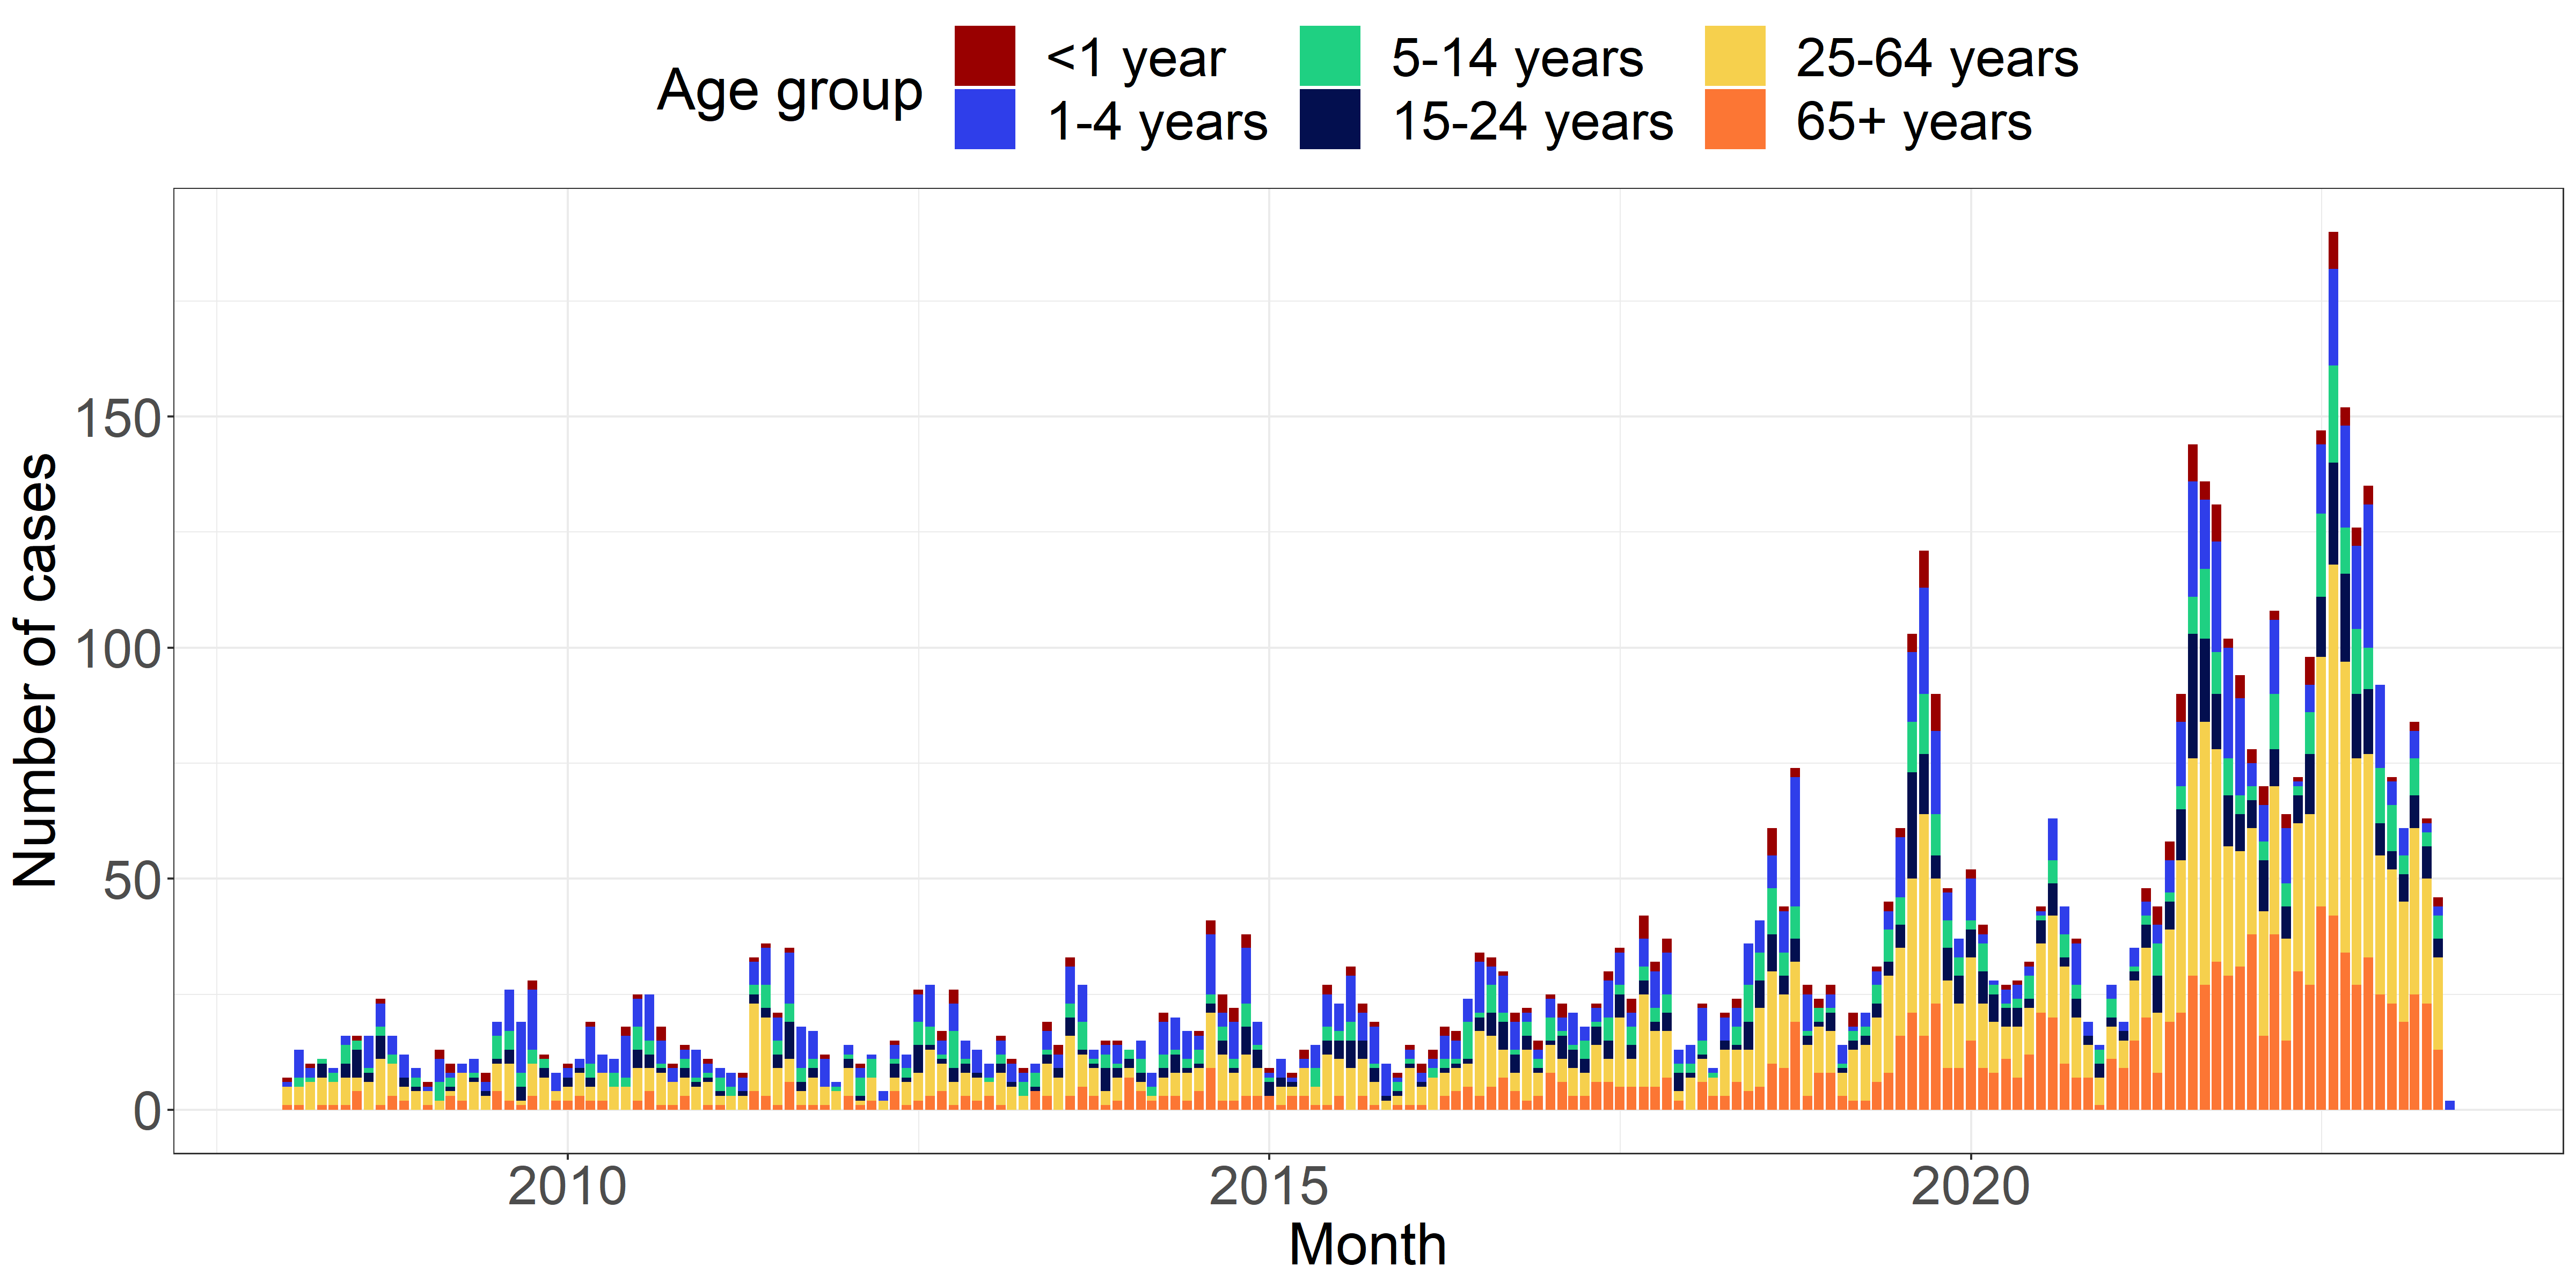 Age group
<1 year
5-14 years
25-64 years
1-4 years
15-24 years
65+ years
Number of cases
150
100
50
0
2010
2015
2020
Month